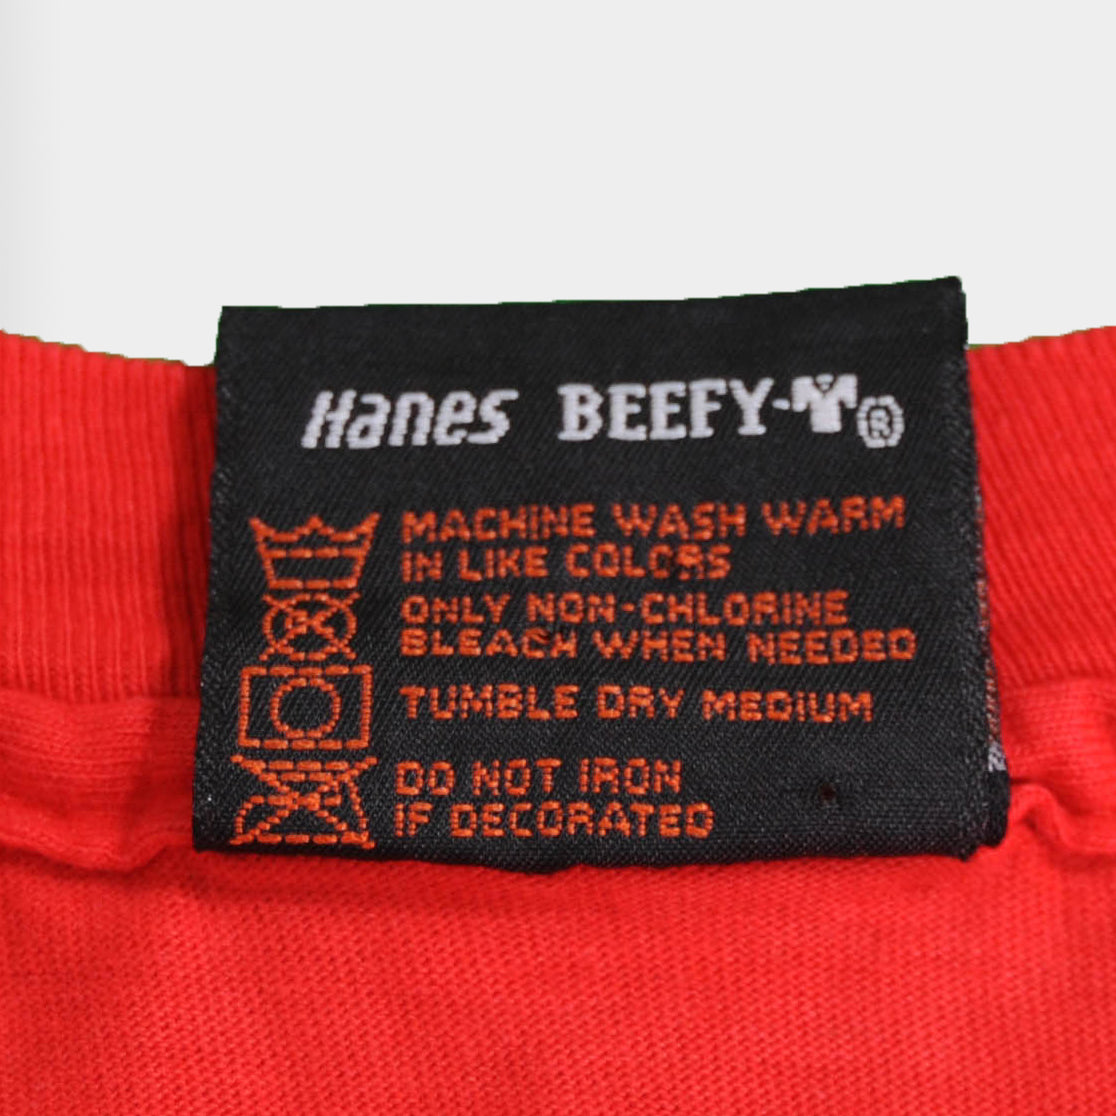 Hanes BEEFY-T®
MACHINE WASH WARM
IN LIKE COLORS
ONLY NON-CHLORINE
BLEACH WHEN NEEDED
TUMBLE DRY MEDIUM
DO NOT IRON
IF DECORATED